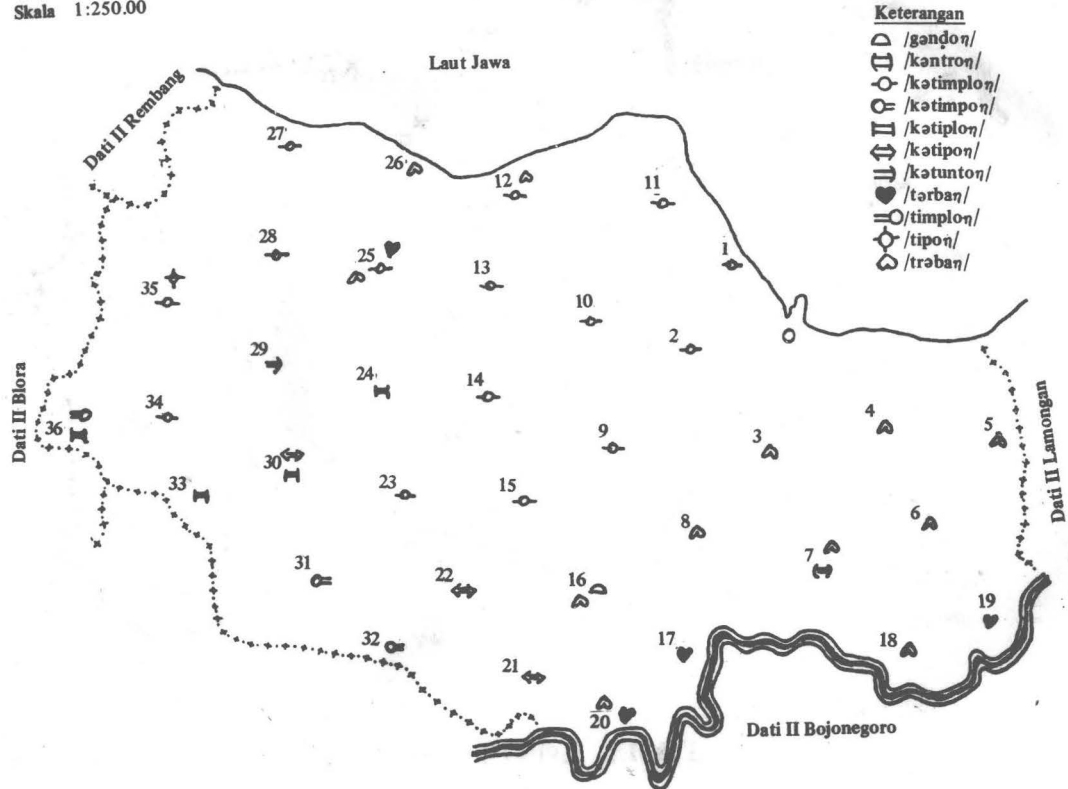 Skala 1:250.00
Keterangan
/gəndoŋ/
/kəntroŋ/
/kətimploŋ/
/kətimpoŋ/
/kətiploŋ/
/kətipoŋ/
/kətuntoŋ/
/tərbaŋ/
/timploŋ/
/tipoŋ/
/trəbaŋ/
Laut Jawa
Dati II Rembang
27
26
12
11
28
25
13
1
35
10
2
29
24
14
Dati II Blora
34
36
9
3
4
5
Dati II Lamongan
30
33
23
15
8
6
7
31
22
16
19
32
17
18
21
20
Dati II Bojonegoro